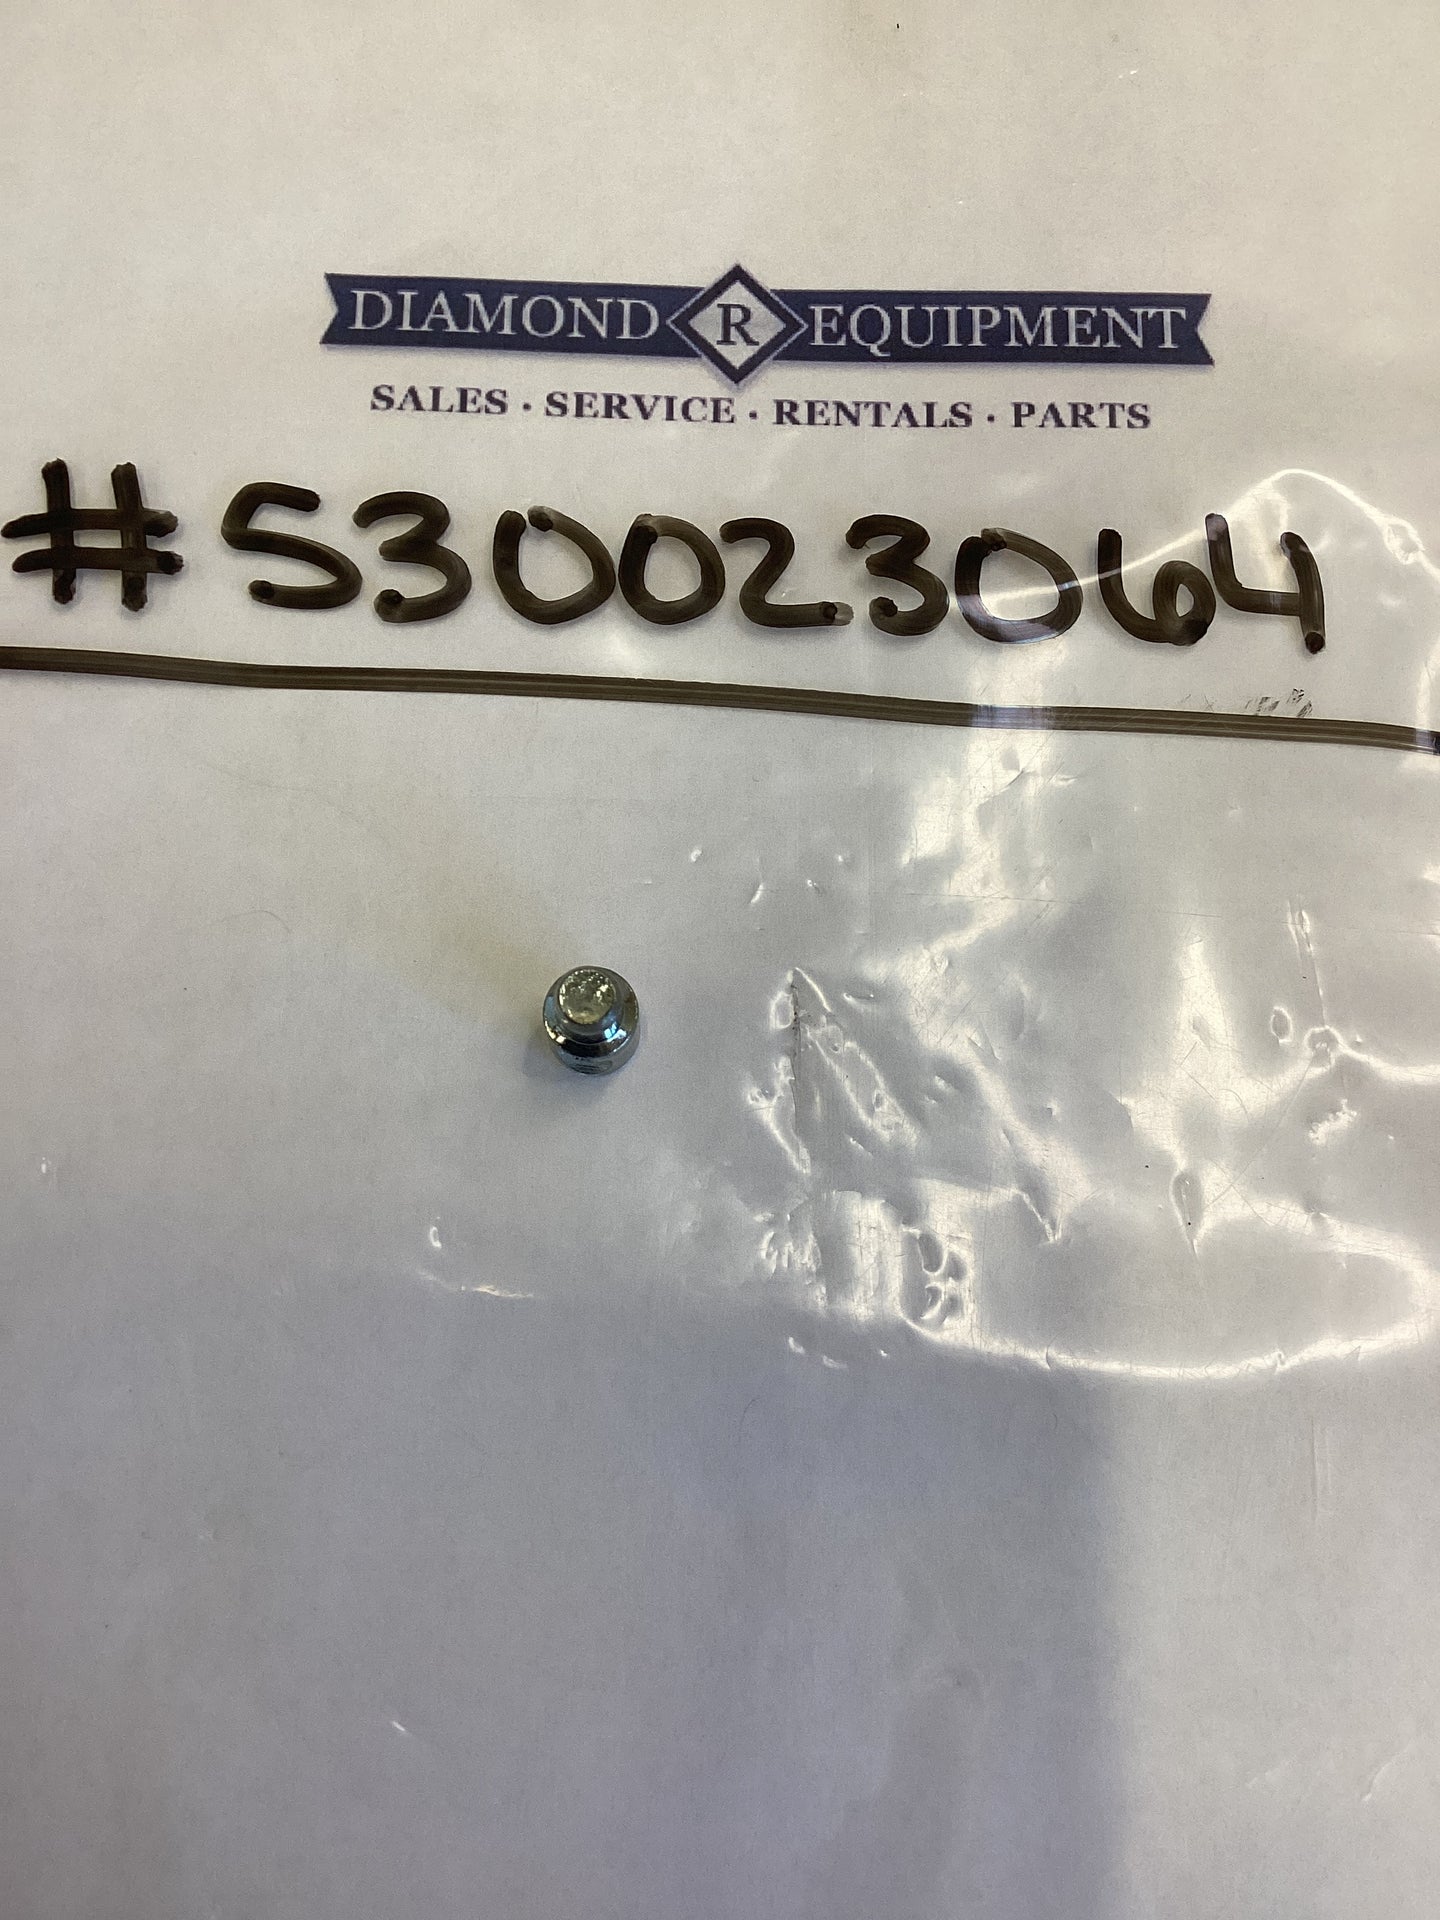 DIAMOND R EQUIPMENT
SALES · SERVICE · RENTALS · PARTS
#530023064